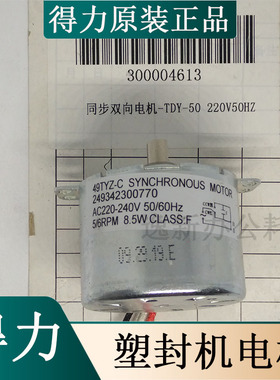 得力原装正品
300004613
同步双向电机-TDY-50 220V50HZ
49TYZ-C SYNCHRONOUS MOTOR
249342300770
AC220-240V 50/60Hz
5/6RPM 8.5W CLASS:F
09.29.19.E
得力
塑封机电机